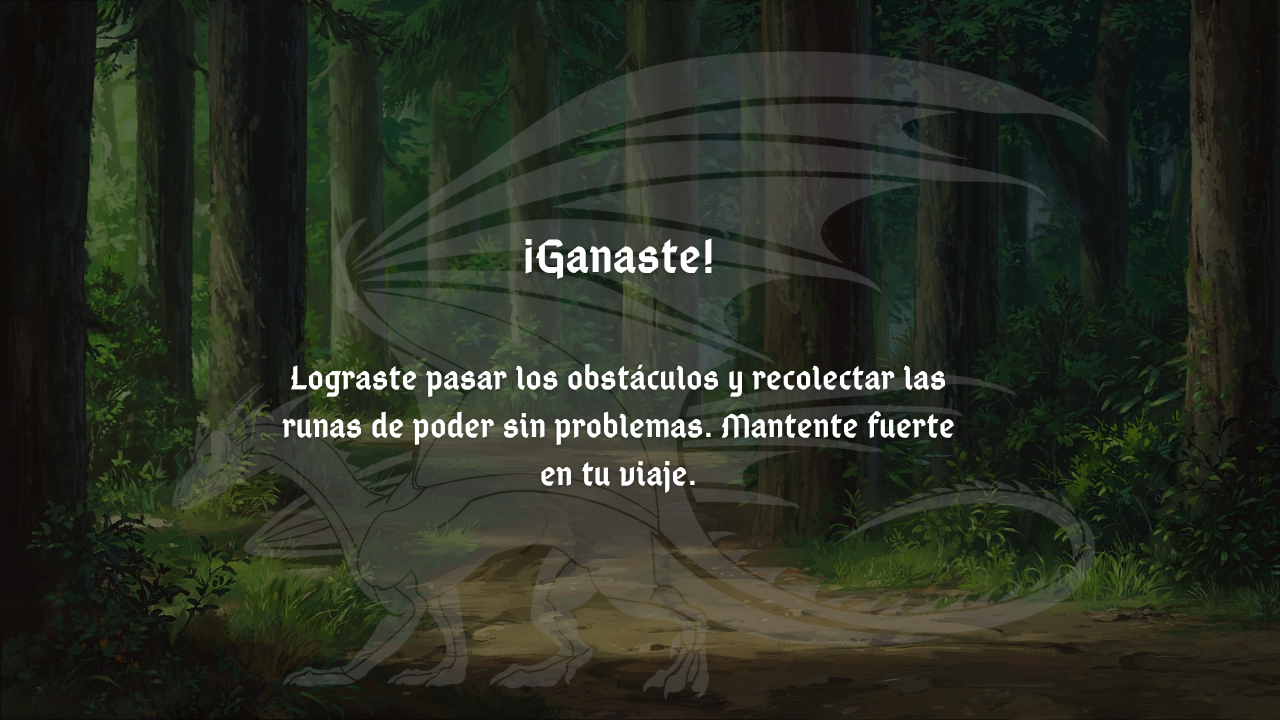 ¡Ganaste!
Lograste pasar los obstáculos y recolectar las
runas de poder sin problemas. Mantente fuerte
en tu viaje.